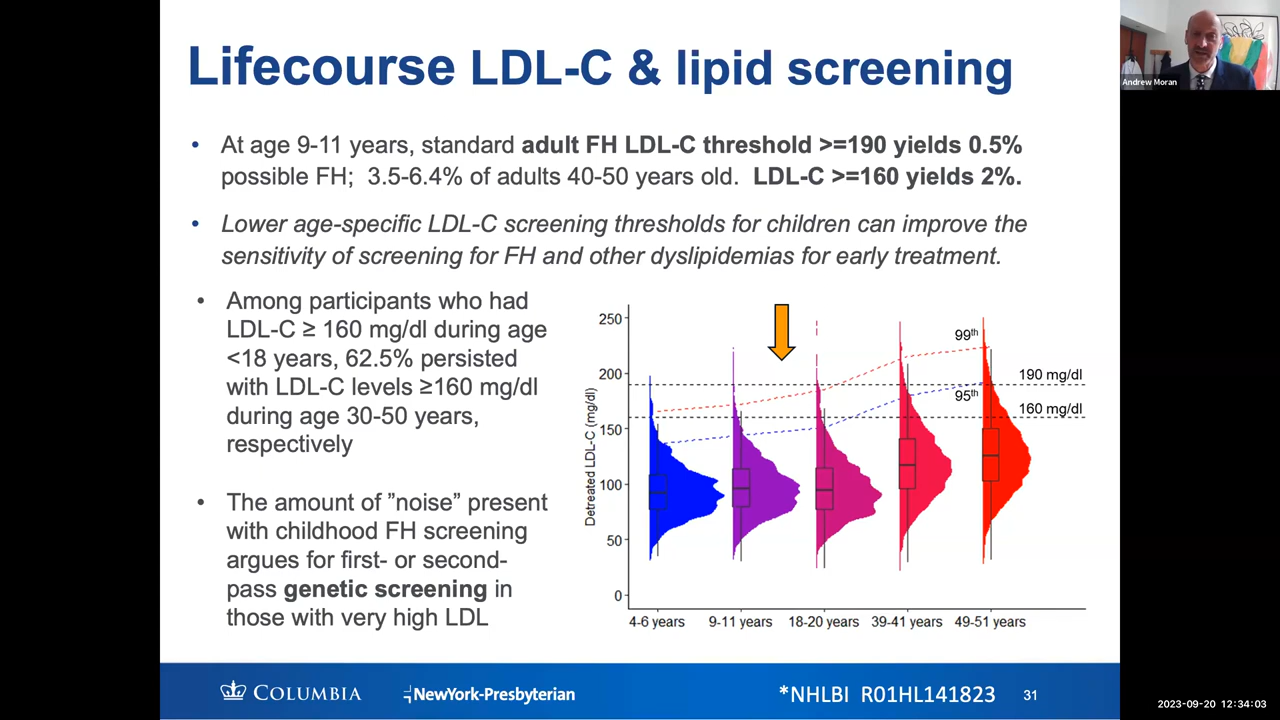 Lifecourse LDL-C & lipid screening
Andrew Moran
• At age 9-11 years, standard adult FH LDL-C threshold >=190 yields 0.5%
possible FH; 3.5-6.4% of adults 40-50 years old. LDL-C >=160 yields 2%.
• Lower age-specific LDL-C screening thresholds for children can improve the
sensitivity of screening for FH and other dyslipidemias for early treatment.
• Among participants who had
LDL-C ≥ 160 mg/dl during age
<18 years, 62.5% persisted
with LDL-C levels ≥160 mg/dl
during age 30-50 years,
respectively
• The amount of ”noise” present
with childhood FH screening
argues for first- or second-
pass genetic screening in
those with very high LDL
Detreated LDL-C (mg/dl)
250
200
150
100
50
0
99th
190 mg/dl
95th
160 mg/dl
4-6 years 9-11 years 18-20 years 39-41 years 49-51 years
COLUMBIA NewYork-Presbyterian *NHLBI R01HL141823 31
2023-09-20 12:34:03